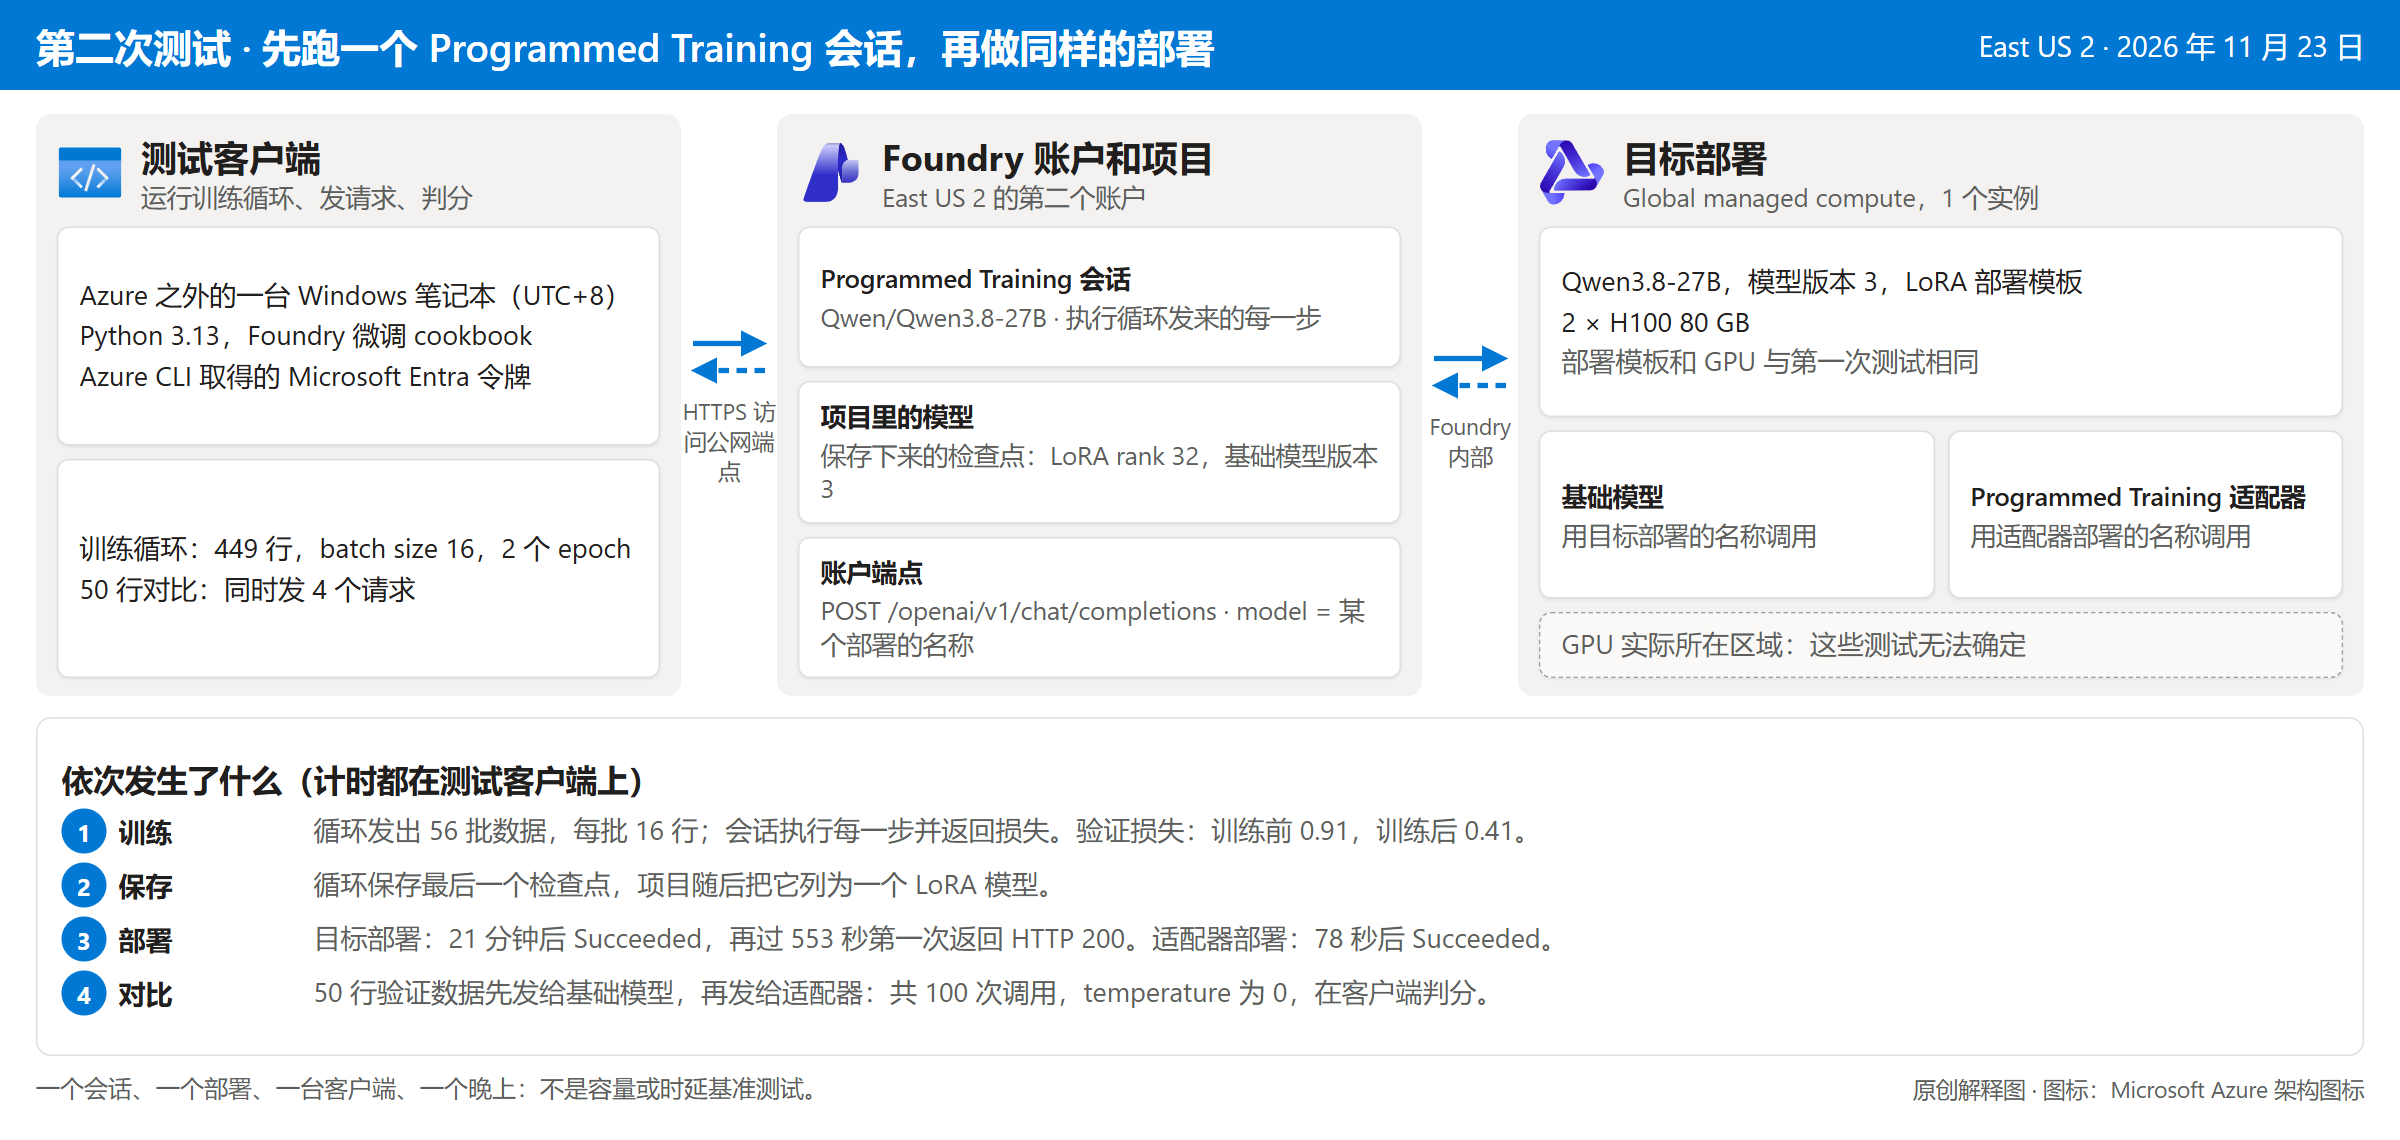 第二次测试 · 先跑一个 Programmed Training 会话，再做同样的部署
East US 2 · 2026 年 11 月 23 日
测试客户端
运行训练循环、发请求、判分
Azure 之外的一台 Windows 笔记本（UTC+8）
Python 3.13，Foundry 微调 cookbook
Azure CLI 取得的 Microsoft Entra 令牌
训练循环：449 行，batch size 16，2 个 epoch
50 行对比：同时发 4 个请求
HTTPS 访
问公网端
点
Foundry 账户和项目
East US 2 的第二个账户
Programmed Training 会话
Qwen/Qwen3.8-27B · 执行循环发来的每一步
项目里的模型
保存下来的检查点：LoRA rank 32，基础模型版本
3
账户端点
POST /openai/v1/chat/completions · model = 某
个部署的名称
Foundry
内部
目标部署
Global managed compute，1 个实例
Qwen3.8-27B，模型版本 3，LoRA 部署模板
2 × H100 80 GB
部署模板和 GPU 与第一次测试相同
基础模型
用目标部署的名称调用
Programmed Training 适配器
用适配器部署的名称调用
GPU 实际所在区域：这些测试无法确定
依次发生了什么（计时都在测试客户端上）
1 训练 循环发出 56 批数据，每批 16 行；会话执行每一步并返回损失。验证损失：训练前 0.91，训练后 0.41。
2 保存 循环保存最后一个检查点，项目随后把它列为一个 LoRA 模型。
3 部署 目标部署：21 分钟后 Succeeded，再过 553 秒第一次返回 HTTP 200。适配器部署：78 秒后 Succeeded。
4 对比 50 行验证数据先发给基础模型，再发给适配器：共 100 次调用，temperature 为 0，在客户端判分。
一个会话、一个部署、一台客户端、一个晚上：不是容量或时延基准测试。
原创解释图 · 图标：Microsoft Azure 架构图标